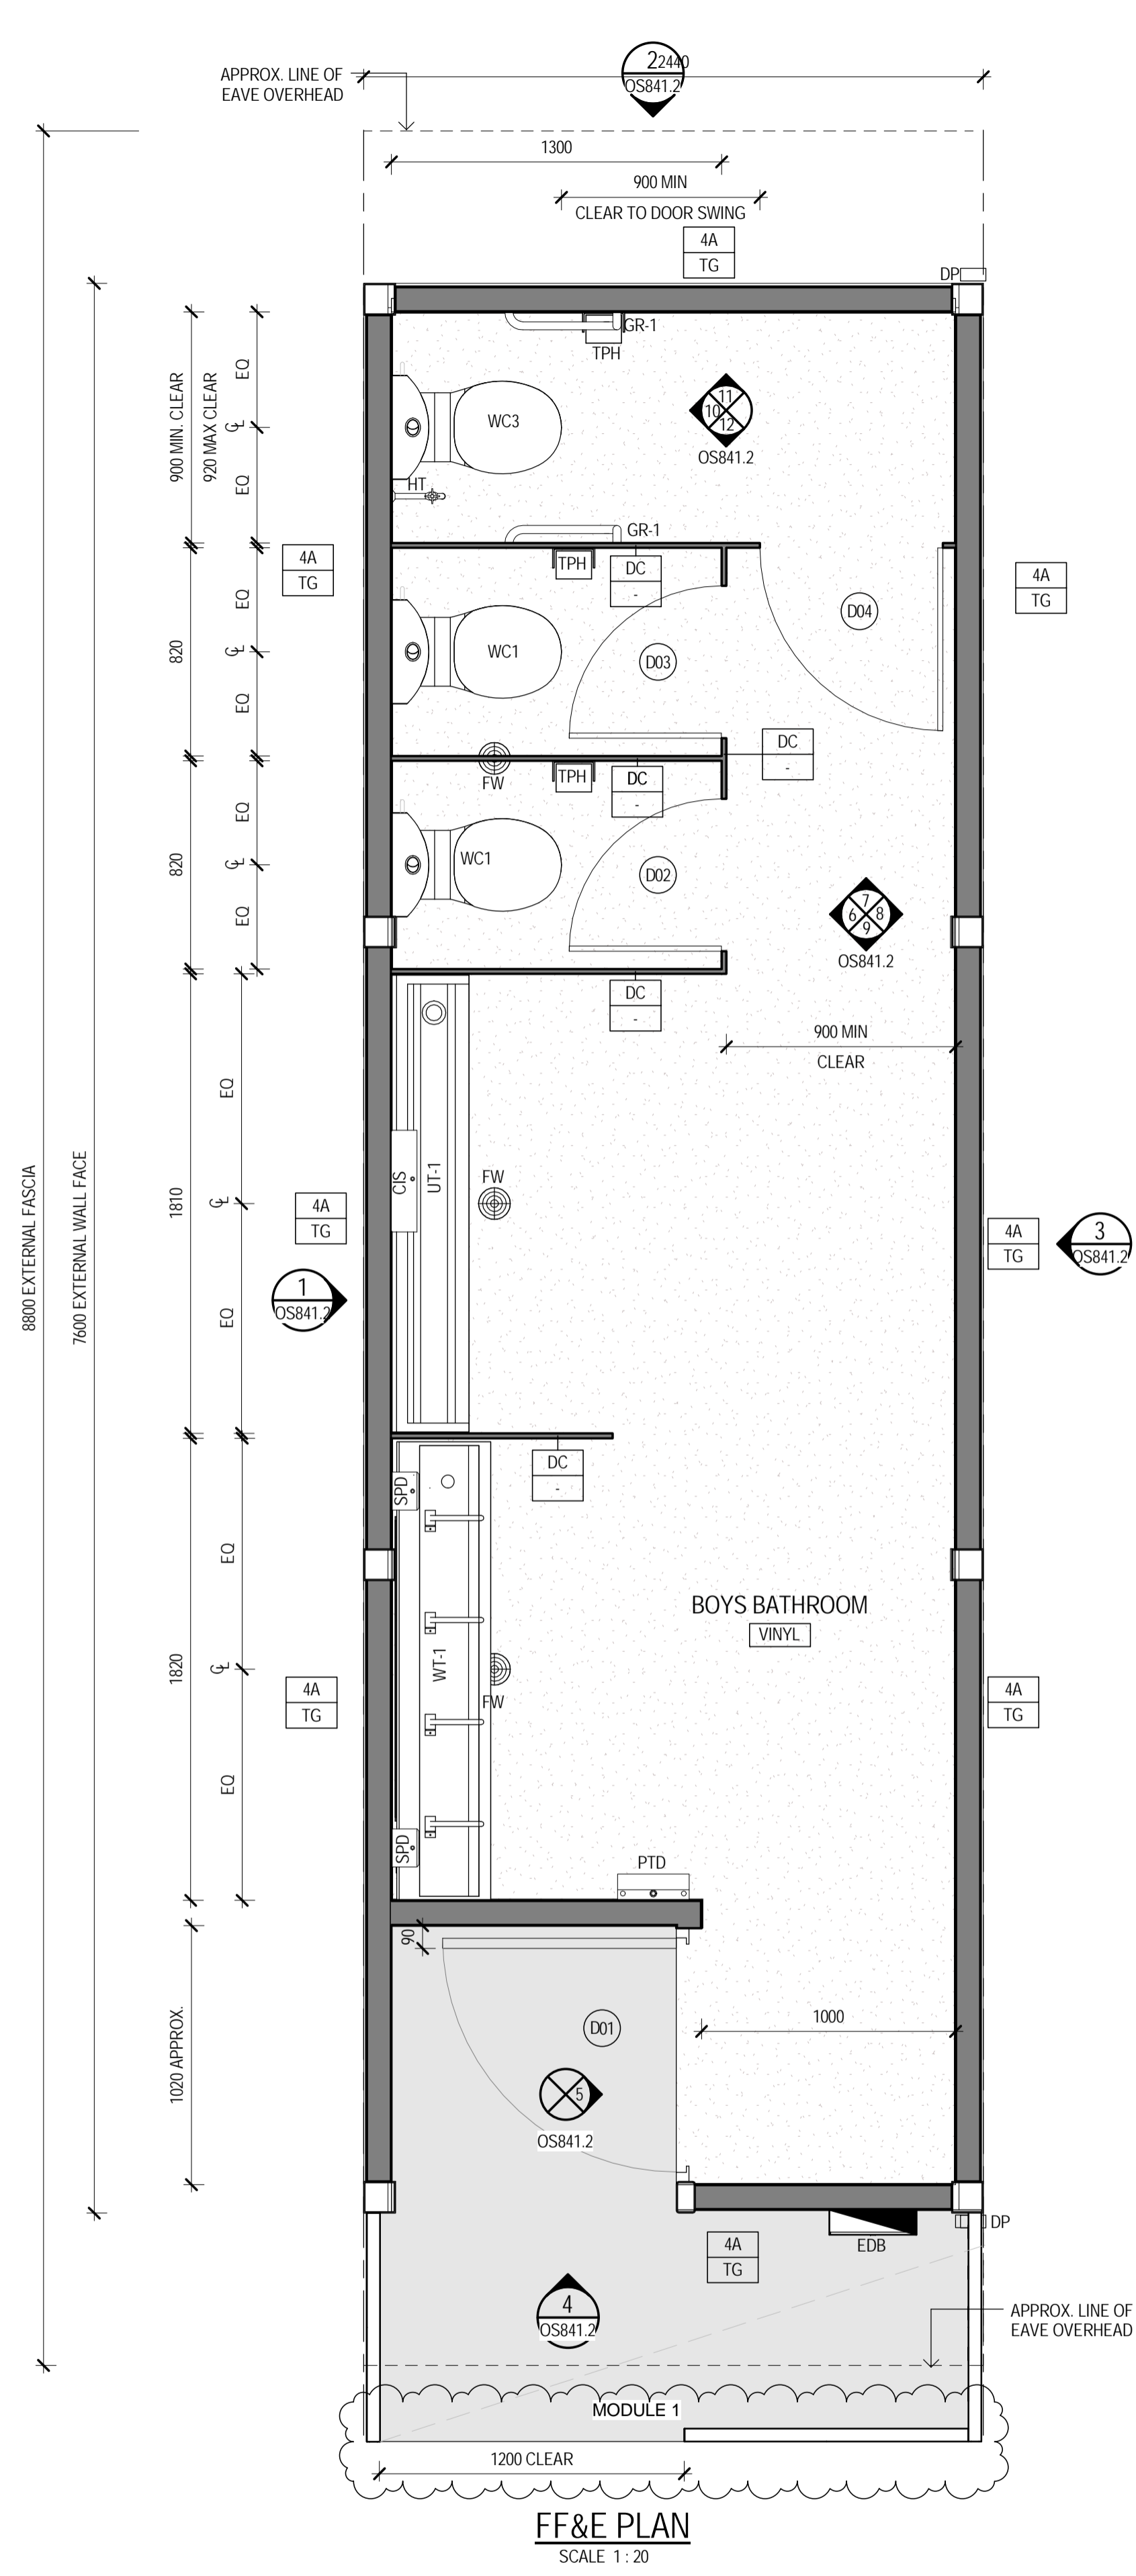 APPROX. LINE OF
EAVE OVERHEAD
2
2440
OS841.2
1300
900 MIN
CLEAR TO DOOR SWING
4A
TG
DP
GR-1
TPH
900 MIN. CLEAR
920 MAX CLEAR
EQ
CL
EQ
WC3
11
10
12
OS841.2
HT
GR-1
4A
TG
TPH
DC
-
4A
TG
D04
820
EQ
CL
EQ
WC1
D03
DC
-
FW
TPH
DC
-
820
EQ
CL
EQ
WC1
D02
7
6
8
9
OS841.2
DC
-
900 MIN
CLEAR
8800 EXTERNAL FASCIA
7600 EXTERNAL WALL FACE
1810
EQ
CL
EQ
CIS
UT-1
FW
4A
TG
1
OS841.2
4A
TG
3
OS841.2
DC
-
SPD
1820
EQ
CL
EQ
WT-1
FW
BOYS BATHROOM
VINYL
4A
TG
4A
TG
SPD
PTD
90
1020 APPROX.
D01
1000
5
OS841.2
DP
EDB
4A
TG
4
OS841.2
APPROX. LINE OF
EAVE OVERHEAD
MODULE 1
1200 CLEAR
FF&E PLAN
SCALE 1 : 20